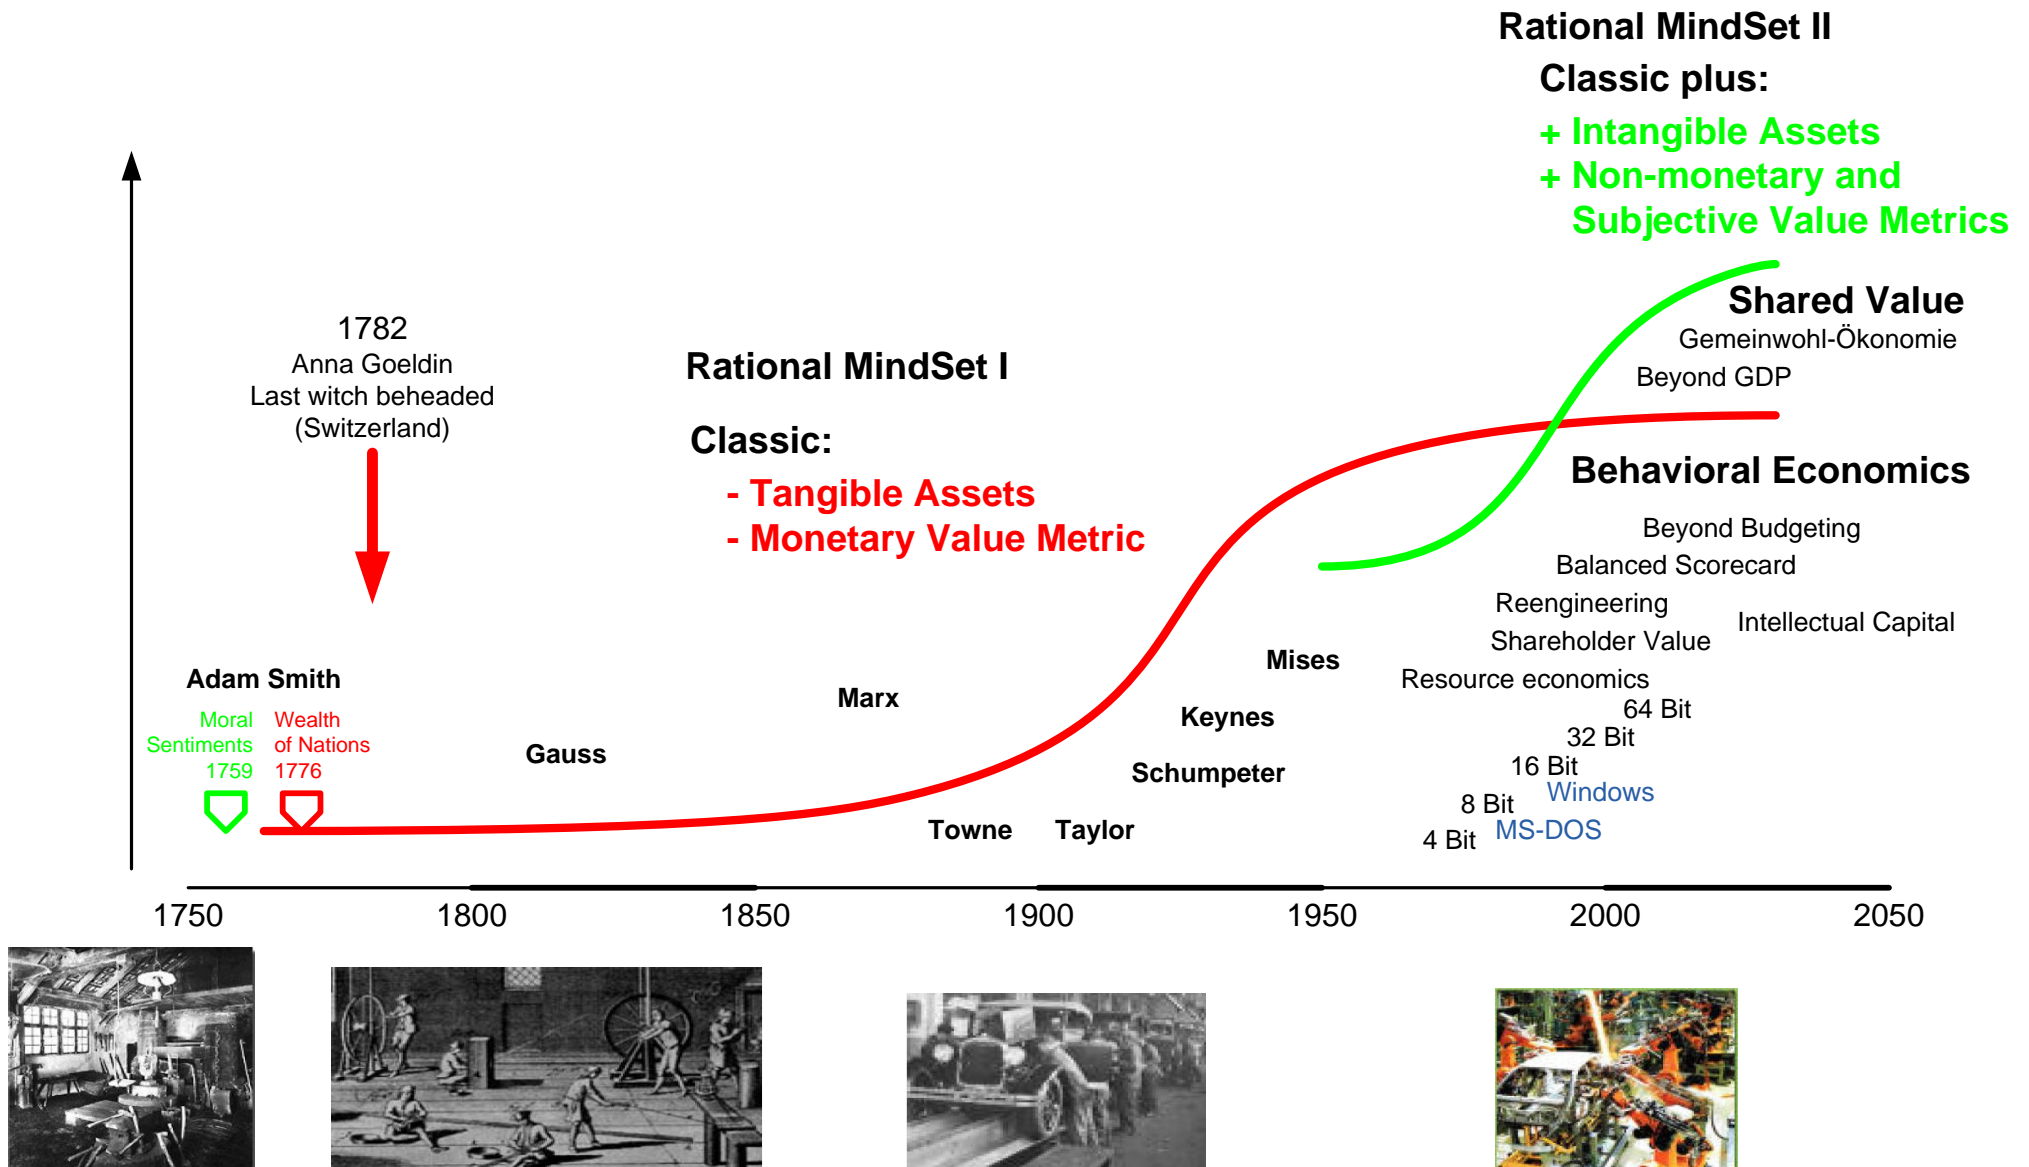 Rational MindSet II
Classic plus:
+ Intangible Assets
+ Non-monetary and
Subjective Value Metrics
1782
Anna Goeldin
Last witch beheaded
(Switzerland)
Rational MindSet I
Classic:
- Tangible Assets
- Monetary Value Metric
Shared Value
Gemeinwohl-Ökonomie
Beyond GDP
Behavioral Economics
Beyond Budgeting
Balanced Scorecard
Reengineering
Intellectual Capital
Shareholder Value
Resource economics
Adam Smith
Moral
Sentiments
1759
Wealth
of Nations
1776
Gauss
Marx
Mises
Keynes
Schumpeter
Towne
Taylor
64 Bit
32 Bit
16 Bit
Windows
8 Bit
MS-DOS
4 Bit
1750
1800
1850
1900
1950
2000
2050